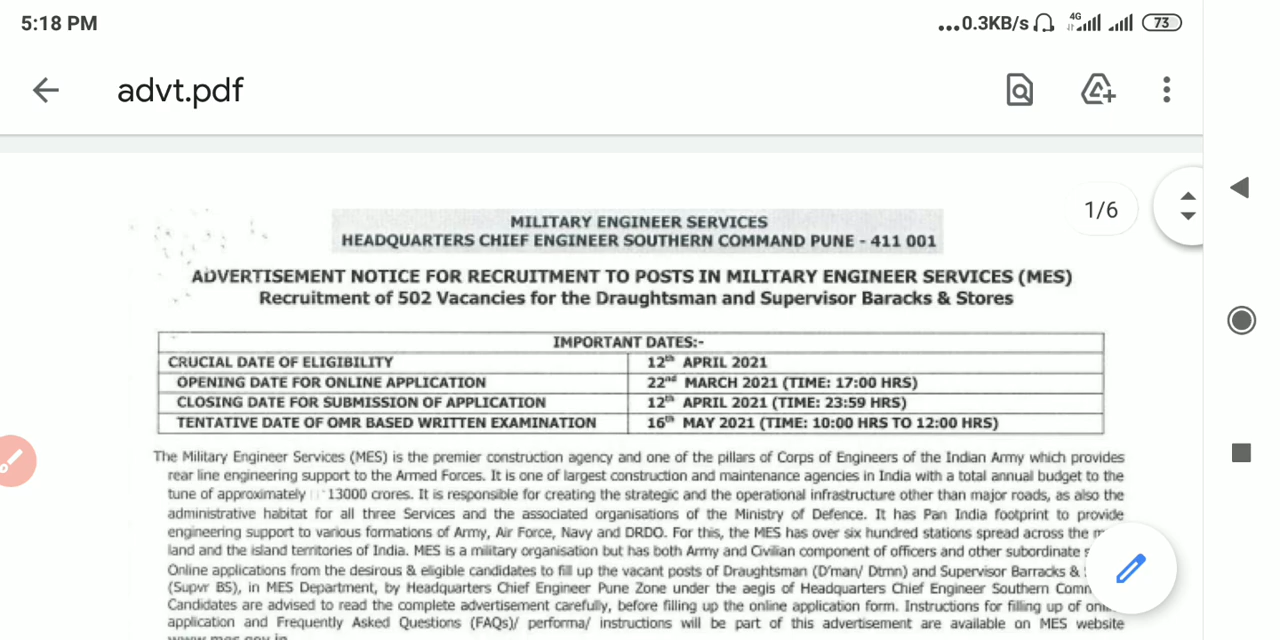 5:18 PM
...0.3KB/s 4G 73
advt.pdf
1/6
MILITARY ENGINEER SERVICES
HEADQUARTERS CHIEF ENGINEER SOUTHERN COMMAND PUNE - 411 001
ADVERTISEMENT NOTICE FOR RECRUITMENT TO POSTS IN MILITARY ENGINEER SERVICES (MES)
Recruitment of 502 Vacancies for the Draughtsman and Supervisor Baracks & Stores
IMPORTANT DATES:-
CRUCIAL DATE OF ELIGIBILITY 12th APRIL 2021
OPENING DATE FOR ONLINE APPLICATION 22nd MARCH 2021 (TIME: 17:00 HRS)
CLOSING DATE FOR SUBMISSION OF APPLICATION 12th APRIL 2021 (TIME: 23:59 HRS)
TENTATIVE DATE OF OMR BASED WRITTEN EXAMINATION 16th MAY 2021 (TIME: 10:00 HRS TO 12:00 HRS)
The Military Engineer Services (MES) is the premier construction agency and one of the pillars of Corps of Engineers of the Indian Army which provides
rear line engineering support to the Armed Forces. It is one of largest construction and maintenance agencies in India with a total annual budget to the
tune of approximately 13000 crores. It is responsible for creating the strategic and the operational infrastructure other than major roads, as also the
administrative habitat for all three Services and the associated organisations of the Ministry of Defence. It has Pan India footprint to provide
engineering support to various formations of Army, Air Force, Navy and DRDO. For this, the MES has over six hundred stations spread across the
land and the island territories of India. MES is a military organisation but has both Army and Civilian component of officers and other subordinate
Online applications from the desirous & eligible candidates to fill up the vacant posts of Draughtsman (D'man/ Dtmn) and Supervisor Barracks &
(Supvr BS), in MES Department, by Headquarters Chief Engineer Pune Zone under the aegis of Headquarters Chief Engineer Southern
Candidates are advised to read the complete advertisement carefully, before filling up the online application form. Instructions for filling up of
application and Frequently Asked Questions (FAQs)/ performa/ instructions will be part of this advertisement are available on MES website
www.mes.gov.in